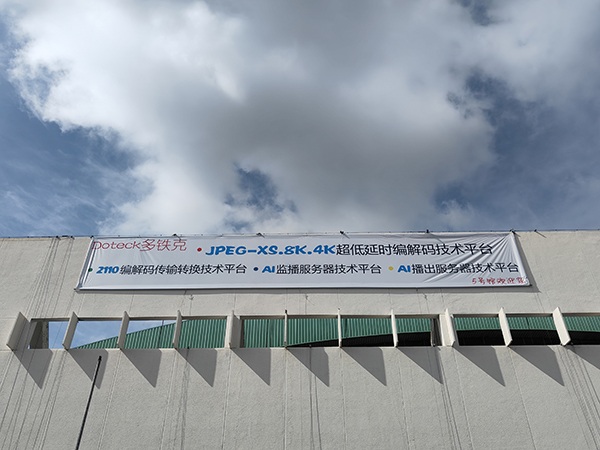 Doteck多铁克 •JPEG-XS.8K.4K超低延时编解码技术平台
•2110编解码传输转换技术平台 •AI监播服务器技术平台 •AI播出服务器技术平台
5号馆